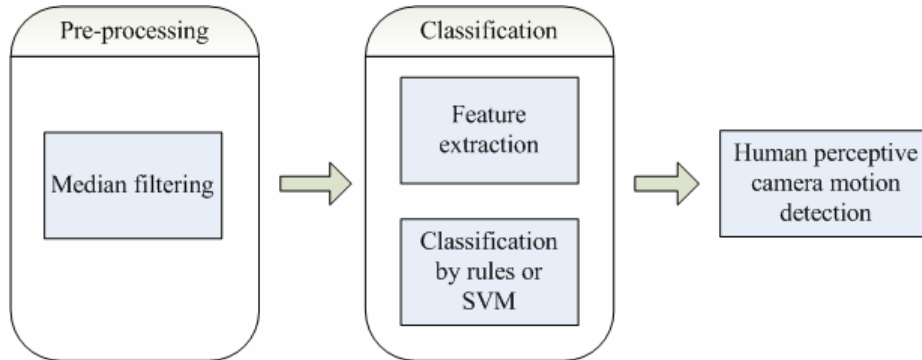 Pre-processing
Median filtering
Classification
Feature
extraction
Classification
by rules or
SVM
Human perceptive
camera motion
detection